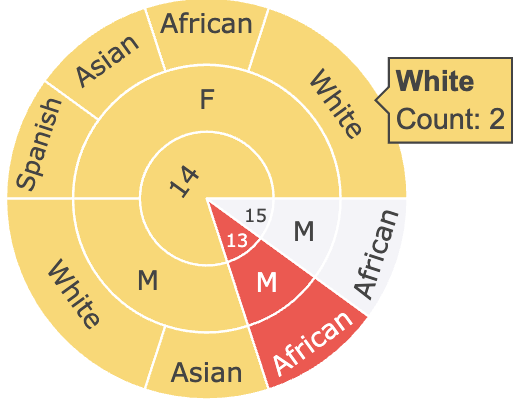 African
Asian
White
White
Count: 2
F
Spanish
14
15
African
M
13
M
M
White
African
Asian